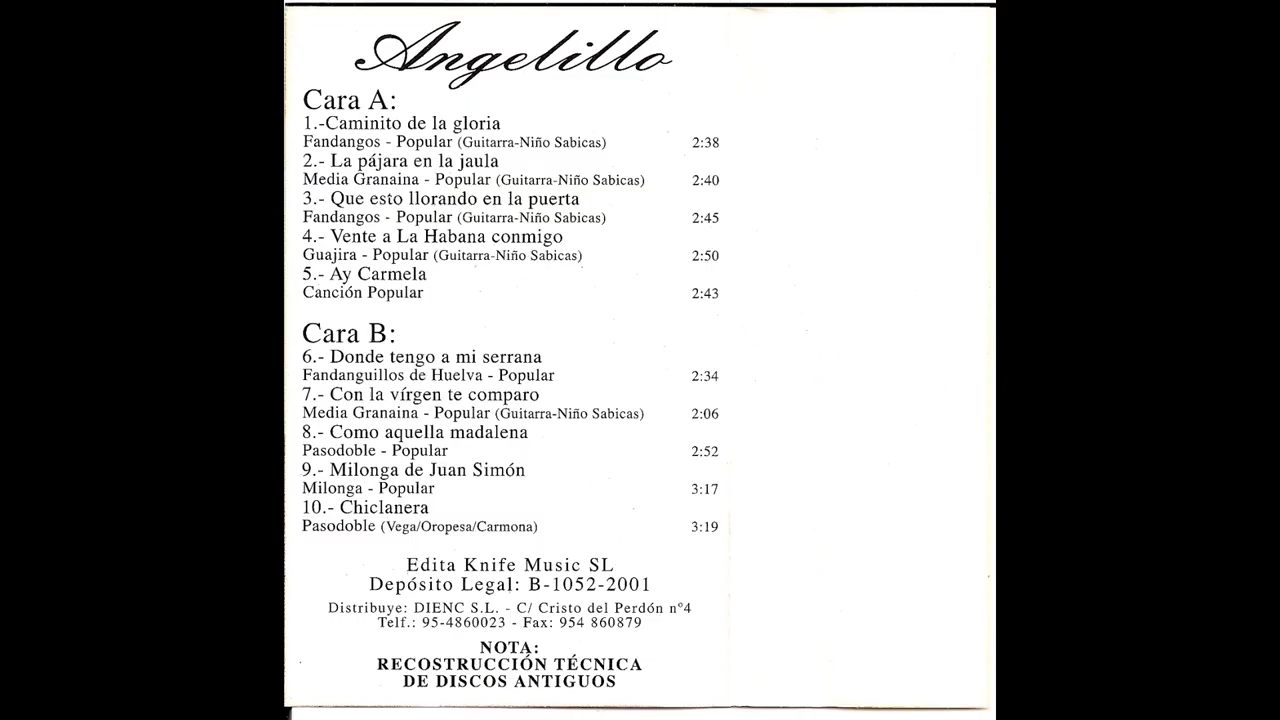 Angelillo
Cara A:
1.-Caminito de la gloria
Fandangos - Popular (Guitarra-Niño Sabicas) 2:38
2.- La pájara en la jaula
Media Granaina - Popular (Guitarra-Niño Sabicas) 2:40
3.- Que esto llorando en la puerta
Fandangos - Popular (Guitarra-Niño Sabicas) 2:45
4.- Vente a La Habana conmigo
Guajira - Popular (Guitarra-Niño Sabicas) 2:50
5.- Ay Carmela
Canción Popular 2:43
Cara B:
6.- Donde tengo a mi serrana
Fandanguillos de Huelva - Popular 2:34
7.- Con la vírgen te comparo
Media Granaina - Popular (Guitarra-Niño Sabicas) 2:06
8.- Como aquella madalena
Pasodoble - Popular 2:52
9.- Milonga de Juan Simón
Milonga - Popular 3:17
10.- Chiclanera
Pasodoble (Vega/Oropesa/Carmona) 3:19
Edita Knife Music SL
Depósito Legal: B-1052-2001
Distribuye: DIENC S.L. - C/ Cristo del Perdón nº4
Telf.: 95-4860023 - Fax: 954 860879
NOTA:
RECOSTRUCCIÓN TÉCNICA
DE DISCOS ANTIGUOS